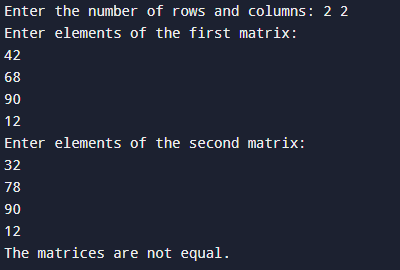 Enter the number of rows and columns: 2 2
Enter elements of the first matrix:
42
68
90
12
Enter elements of the second matrix:
32
78
90
12
The matrices are not equal.